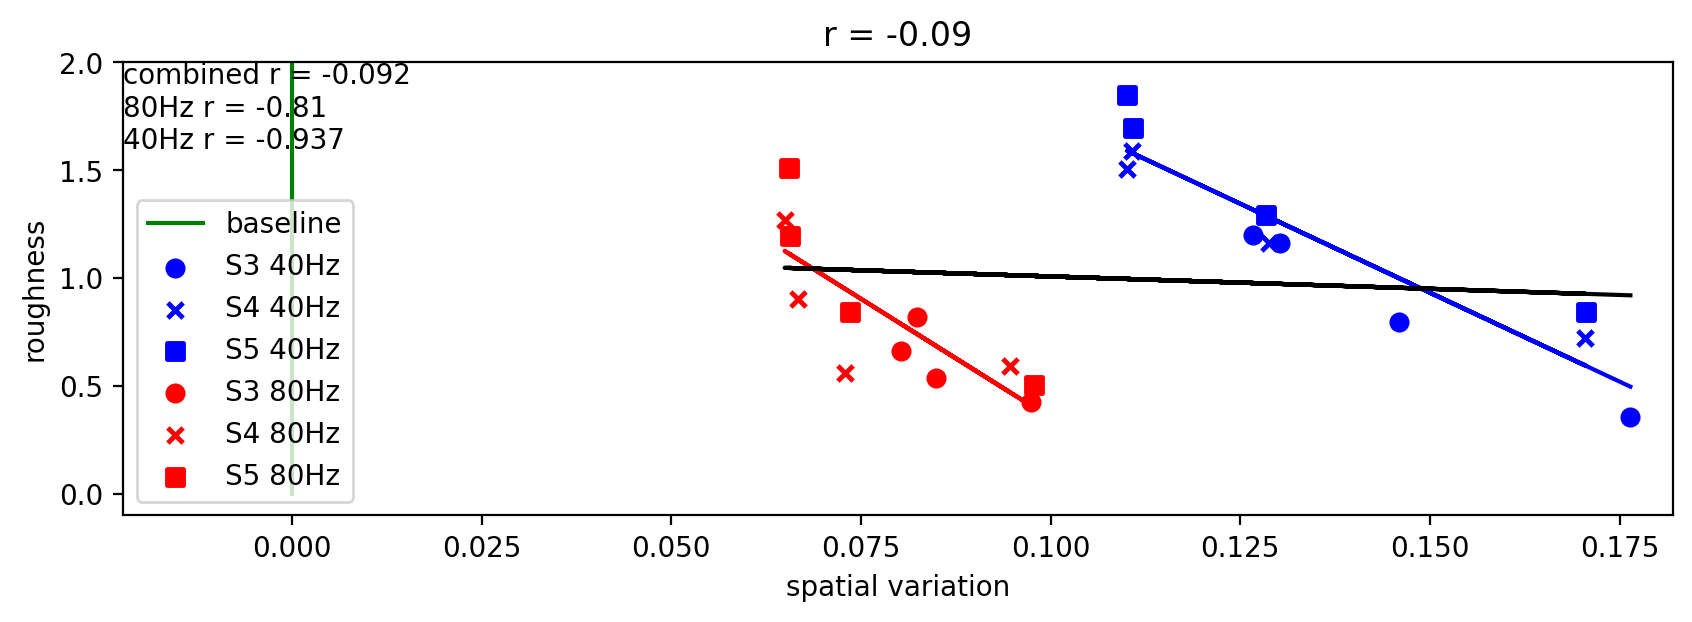 r = -0.09
combined r = -0.092
80Hz r = -0.81
40Hz r = -0.937
2.0
1.5
1.0
0.5
0.0
roughness
baseline
S3 40Hz
S4 40Hz
S5 40Hz
S3 80Hz
S4 80Hz
S5 80Hz
0.000 0.025 0.050 0.075 0.100 0.125 0.150 0.175
spatial variation